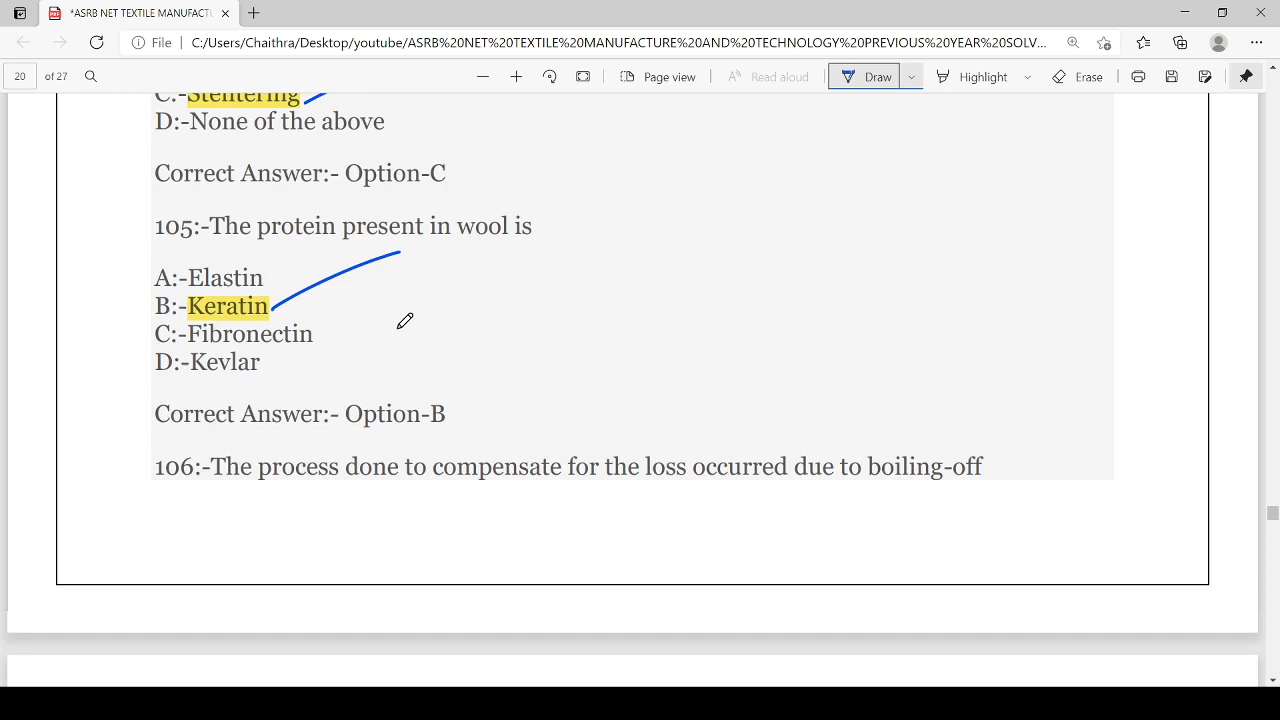 *ASRB NET TEXTILE MANUFACTU
File
C:/Users/Chaithra/Desktop/youtube/ASRB%20NET%20TEXTILE%20MANUFACTURE%20AND%20TECHNOLOGY%20PREVIOUS%20YEAR%20SOLV...
20 of 27 Page view Read aloud Draw Highlight Erase
C:-Stentering
D:-None of the above
Correct Answer:- Option-C
105:-The protein present in wool is
A:-Elastin
B:-Keratin
C:-Fibronectin
D:-Kevlar
Correct Answer:- Option-B
106:-The process done to compensate for the loss occurred due to boiling-off